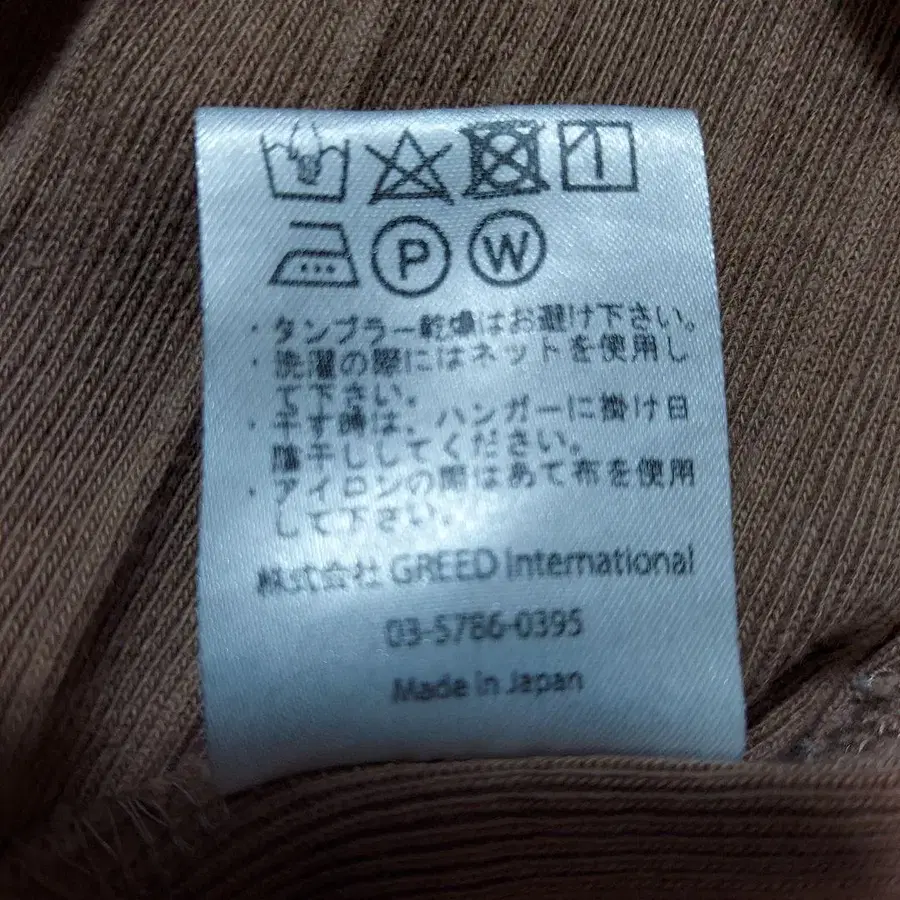 P W
・タンブラー乾燥はお避け下さい。
・洗濯の際にはネットを使用し
て下さい。
・干す時は、ハンガーに掛け日
陰干ししてください。
・アイロンの際はあて布を使用
して下さい。
株式会社 GREED International
03-5786-0395
Made in Japan